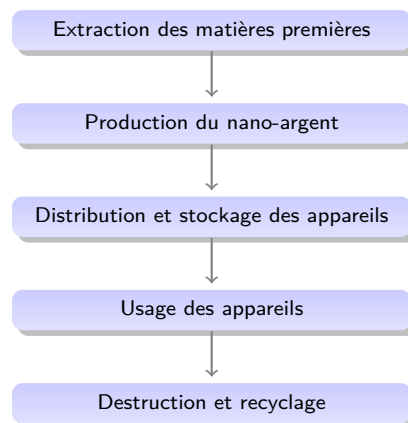 Extraction des matières premières
Production du nano-argent
Distribution et stockage des appareils
Usage des appareils
Destruction et recyclage